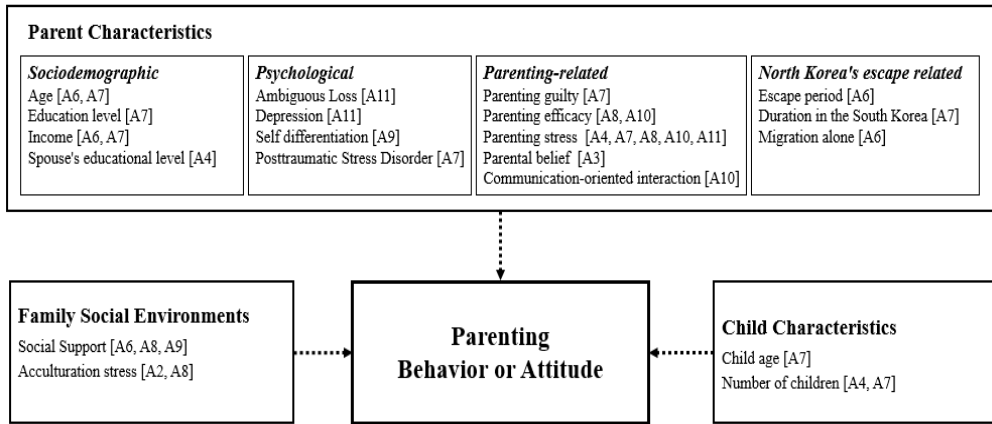 Parent Characteristics
Sociodemographic
Age [A6, A7]
Education level [A7]
Income [A6, A7]
Spouse's educational level [A4]
Psychological
Ambiguous Loss [A11]
Depression [A11]
Self differentiation [A9]
Posttraumatic Stress Disorder [A7]
Parenting-related
Parenting guilty [A7]
Parenting efficacy [A8, A10]
Parenting stress [A4, A7, A8, A10, A11]
Parental belief [A3]
Communication-oriented interaction [A10]
North Korea's escape related
Escape period [A6]
Duration in the South Korea [A7]
Migration alone [A6]
Family Social Environments
Social Support [A6, A8, A9]
Acculturation stress [A2, A8]
Parenting
Behavior or Attitude
Child Characteristics
Child age [A7]
Number of children [A4, A7]